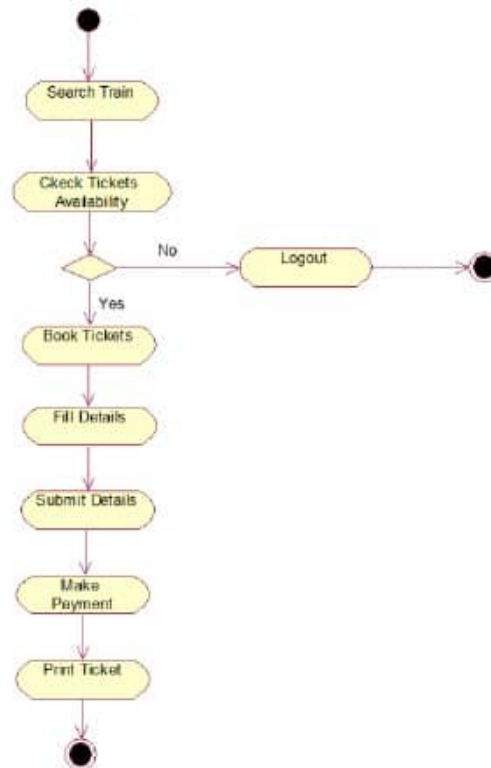 Search Train
Ckeck Tickets
Availability
No
Logout
Yes
Book Tickets
Fill Details
Submit Details
Make
Payment
Print Ticket